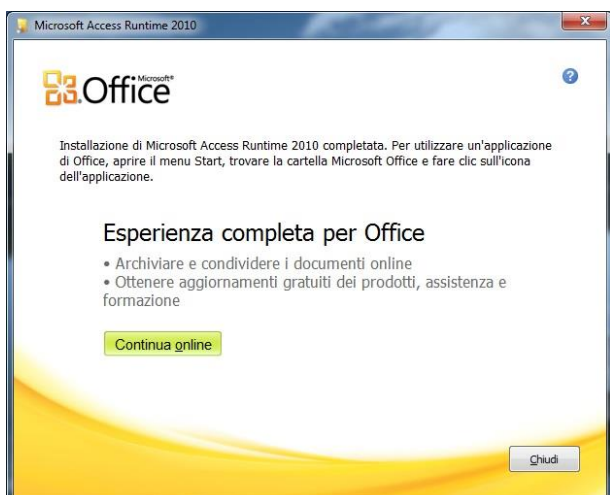 Microsoft Access Runtime 2010
Microsoft®
Office
Installazione di Microsoft Access Runtime 2010 completata. Per utilizzare un'applicazione
di Office, aprire il menu Start, trovare la cartella Microsoft Office e fare clic sull'icona
dell'applicazione.
Esperienza completa per Office
• Archiviare e condividere i documenti online
• Ottenere aggiornamenti gratuiti dei prodotti, assistenza e
formazione
Continua online
Chiudi